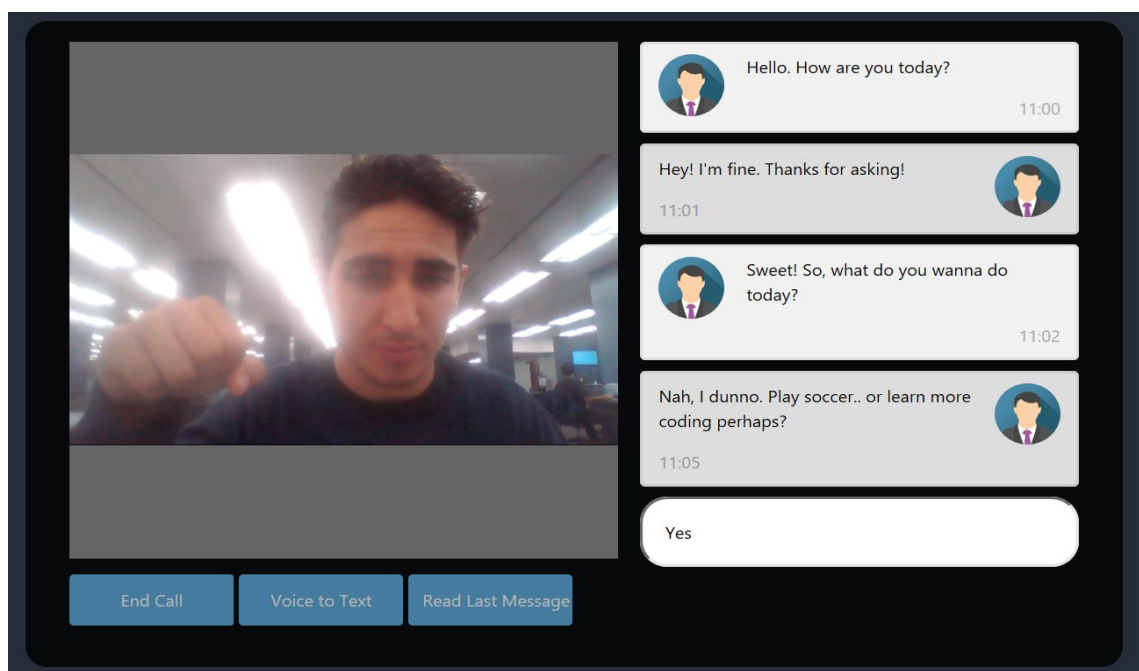 Hello. How are you today?
11:00
Hey! I'm fine. Thanks for asking!
11:01
Sweet! So, what do you wanna do
today?
11:02
Nah, I dunno. Play soccer.. or learn more
coding perhaps?
11:05
Yes
End Call
Voice to Text
Read Last Message